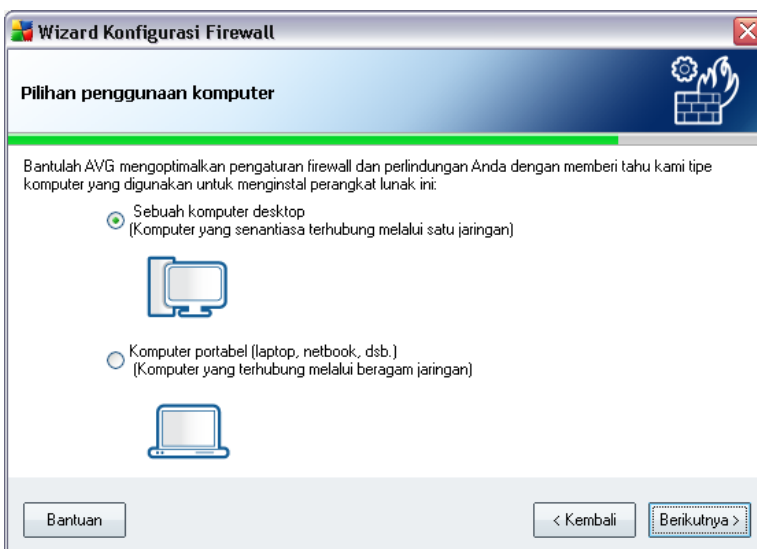 Wizard Konfigurasi Firewall
Pilihan penggunaan komputer
Bantulah AVG mengoptimalkan pengaturan firewall dan perlindungan Anda dengan memberi tahu kami tipe
komputer yang digunakan untuk menginstal perangkat lunak ini:
Sebuah komputer desktop
(Komputer yang senantiasa terhubung melalui satu jaringan)
Komputer portabel (laptop, netbook, dsb.)
(Komputer yang terhubung melalui beragam jaringan)
Bantuan
< Kembali
Berikutnya >